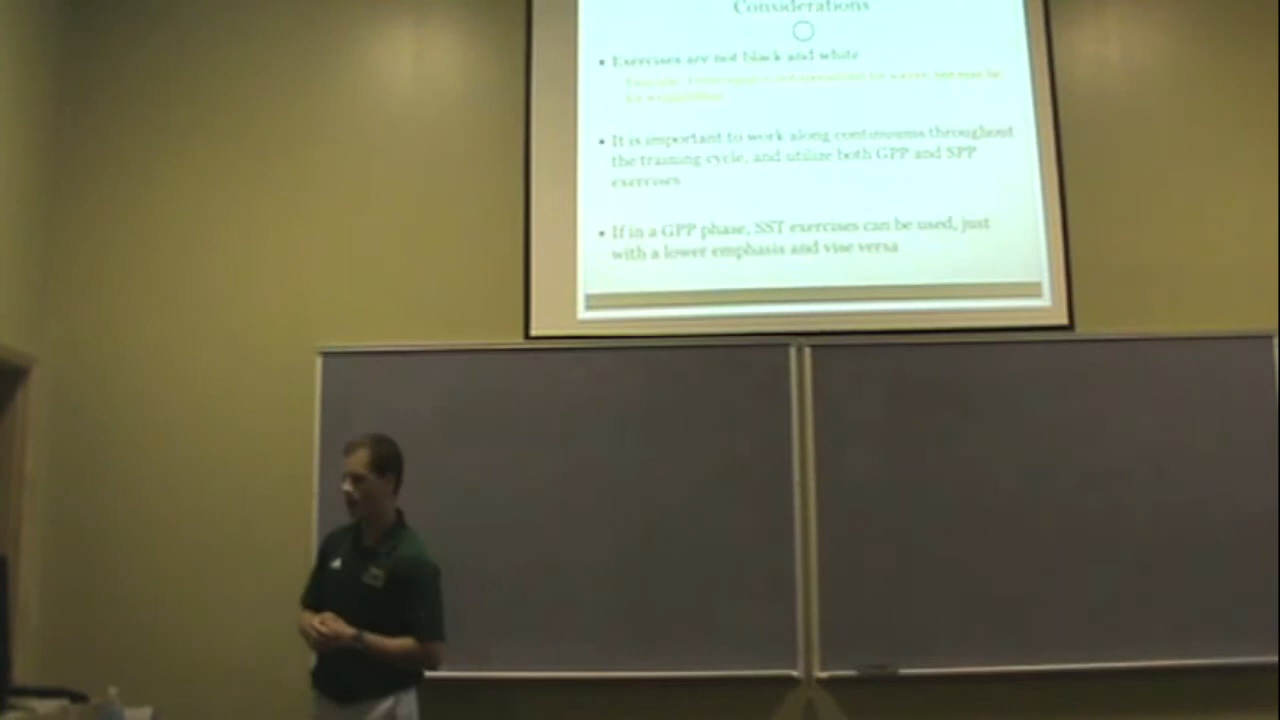 Considerations
• Exercises are not black and white
• It is important to work along continuums throughout
the training cycle, and utilize both GPP and SPP
exercises
• If in a GPP phase, SST exercises can be used, just
with a lower emphasis and vise versa